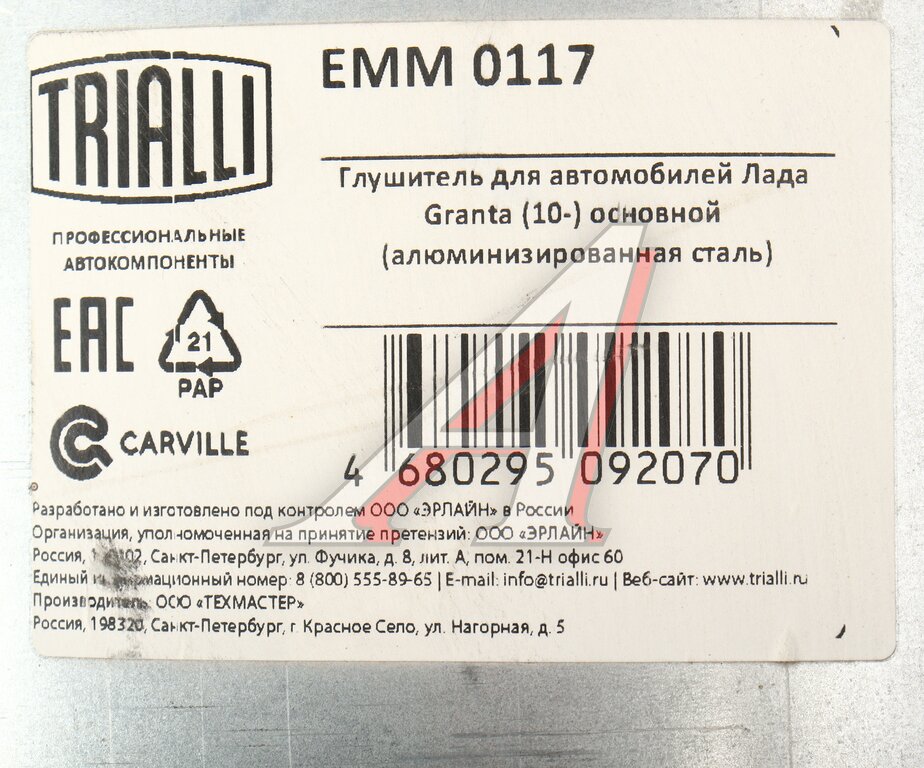 TRIALLI
ПРОФЕССИОНАЛЬНЫЕ
АВТОКОМПОНЕНТЫ
EAC
21
PAP
CARVILLE
EMM 0117
Глушитель для автомобилей Лада
Granta (10-) основной
(алюминизированная сталь)
4 680295 092070
Разработано и изготовлено под контролем ООО «ЭРЛАЙН» в России
Организация, уполномоченная на принятие претензий: ООО «ЭРЛАЙН»
Россия, Санкт-Петербург, ул. Фучика, д. 8, лит. А, пом. 21-Н офис 60
Единый информационный номер: 8 (800) 555-89-65 | E-mail: info@trialli.ru | Веб-сайт: www.trialli.ru
Производитель: ООО «ТЕХМАСТЕР»
Россия, 198320, Санкт-Петербург, г. Красное Село, ул. Нагорная, д. 5